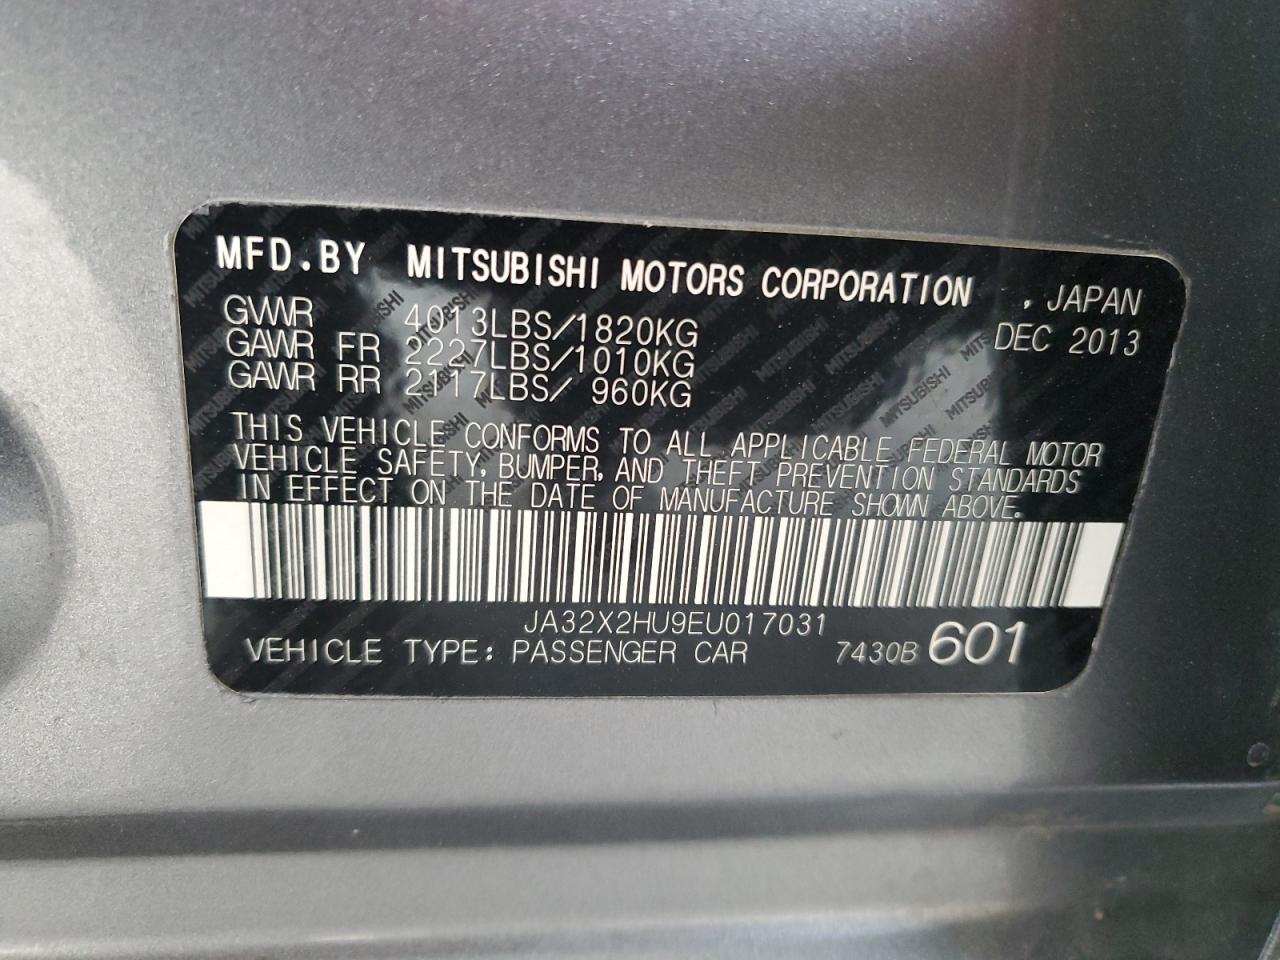 MFD.BY MITSUBISHI MOTORS CORPORATION , JAPAN
GVWR 4013LBS/1820KG DEC 2013
GAWR FR 2227LBS/1010KG
GAWR RR 2117LBS/ 960KG
THIS VEHICLE CONFORMS TO ALL APPLICABLE FEDERAL MOTOR
VEHICLE SAFETY, BUMPER, AND THEFT PREVENTION STANDARDS
IN EFFECT ON THE DATE OF MANUFACTURE SHOWN ABOVE.
JA32X2HU9EU017031
VEHICLE TYPE: PASSENGER CAR 7430B 601